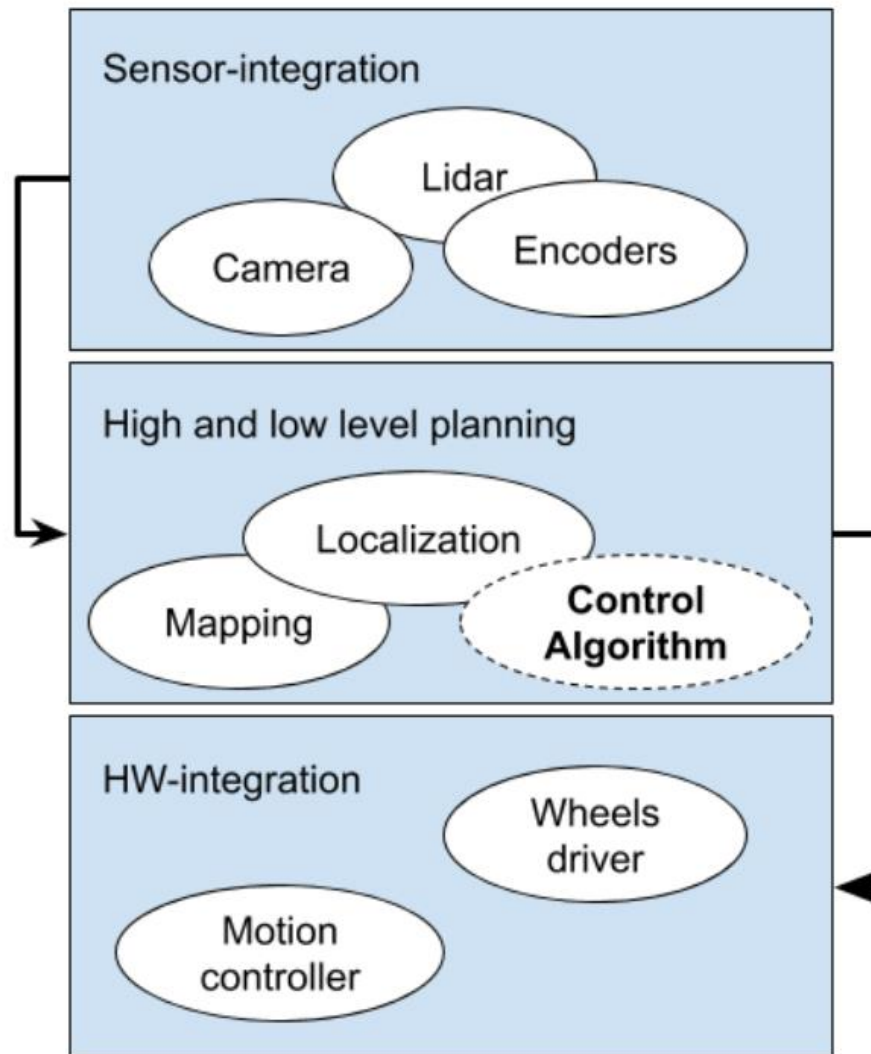 Sensor-integration
Lidar
Camera
Encoders
High and low level planning
Localization
Mapping
Control
Algorithm
HW-integration
Wheels
driver
Motion
controller